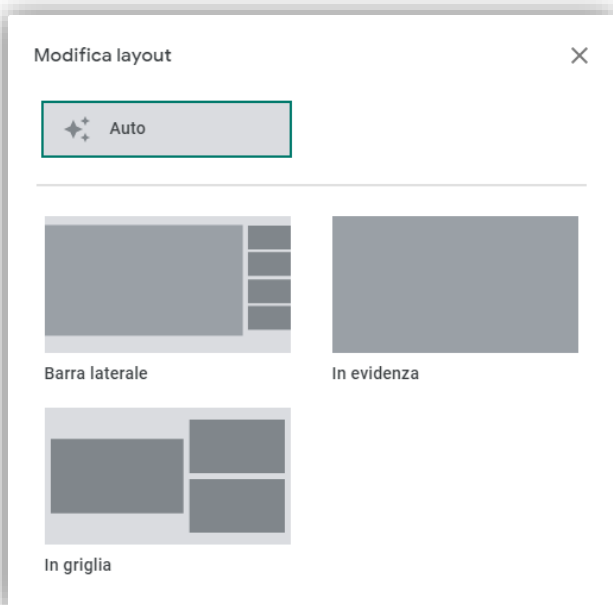 Modifica layout
Auto
Barra laterale
In evidenza
In griglia